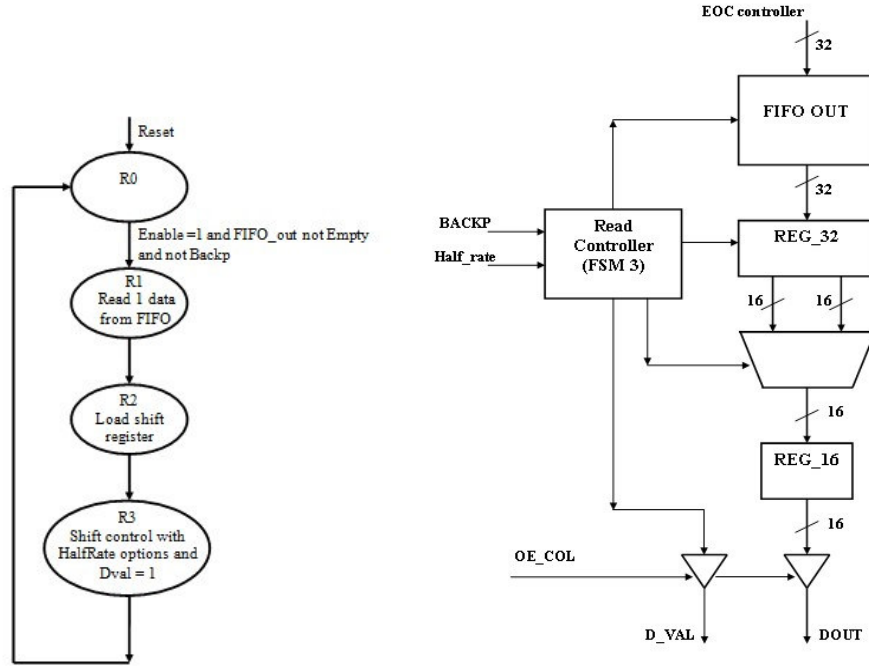 Reset
R0
Enable =1 and FIFO_out not Empty
and not Backp
R1
Read 1 data
from FIFO
R2
Load shift
register
R3
Shift control with
HalfRate options and
Dval = 1
EOC controller
32
FIFO OUT
32
BACKP
Half_rate
Read
Controller
(FSM 3)
REG_32
16
16
16
REG_16
16
OE_COL
D_VAL
DOUT